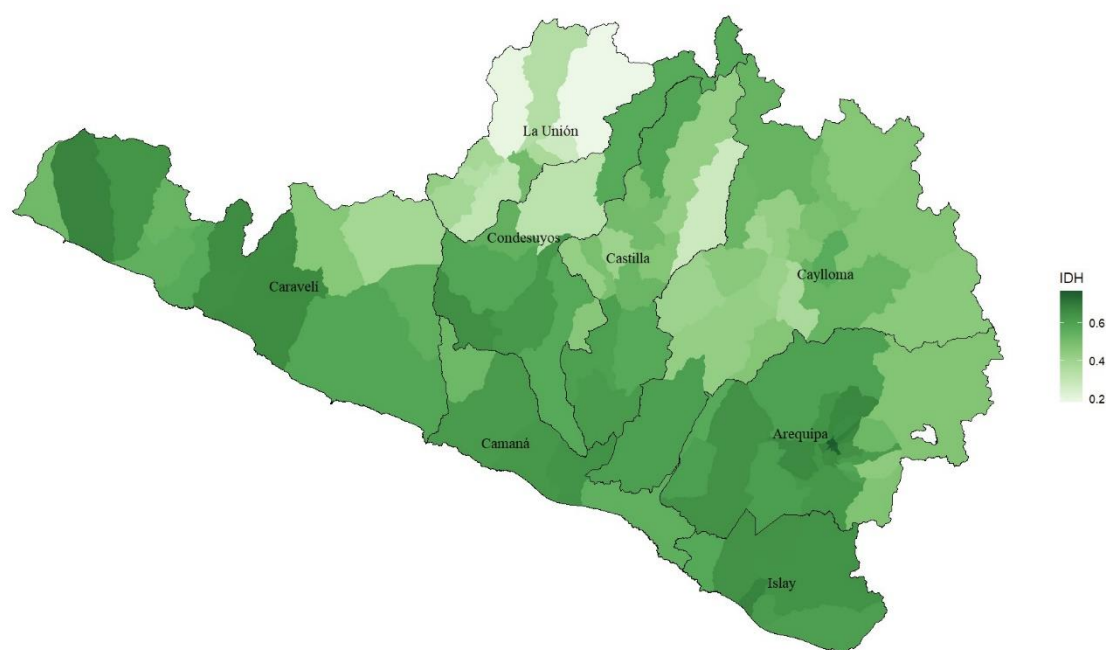 La Unión
Condesuyos
Castilla
Caylloma
Caravelí
IDH
0.6
0.4
0.2
Arequipa
Camaná
Islay